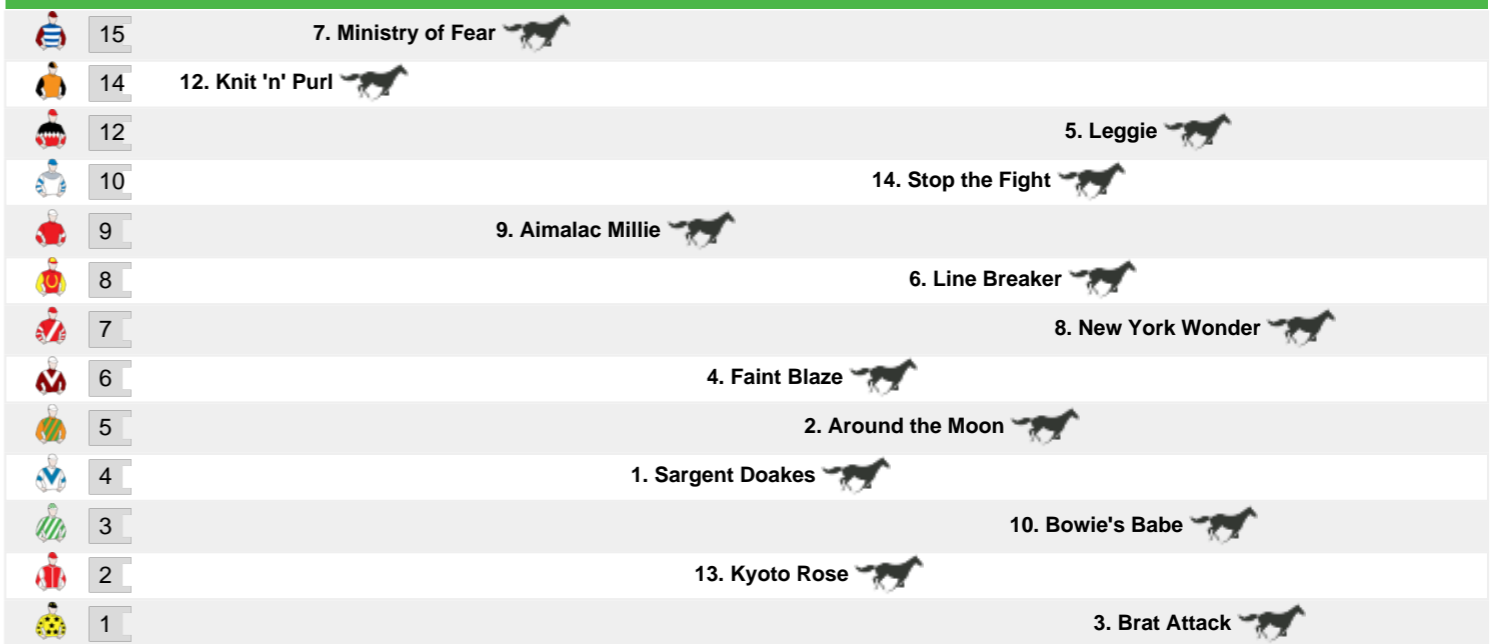 15 7. Ministry of Fear
14 12. Knit 'n' Purl
12 5. Leggie
10 14. Stop the Fight
9 9. Aimalac Millie
8 6. Line Breaker
7 8. New York Wonder
6 4. Faint Blaze
5 2. Around the Moon
4 1. Sargent Doakes
3 10. Bowie's Babe
2 13. Kyoto Rose
1 3. Brat Attack